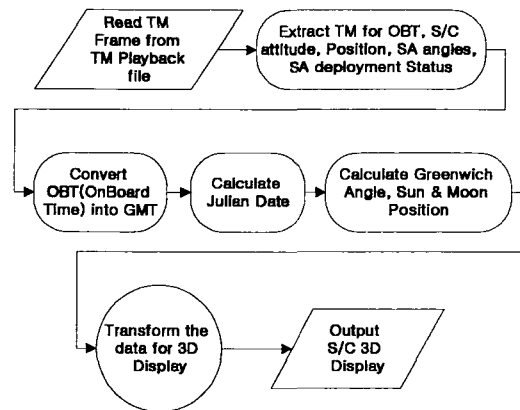 Read TM
Frame from
TM Playback
file
Extract TM for OBT, S/C
attitude, Position, SA angles,
SA deployment Status
Convert
OBT(OnBoard
Time) into GMT
Calculate
Julian Date
Calculate Greenwich
Angle, Sun & Moon
Position
Transform the
data for 3D
Display
Output
S/C 3D
Display